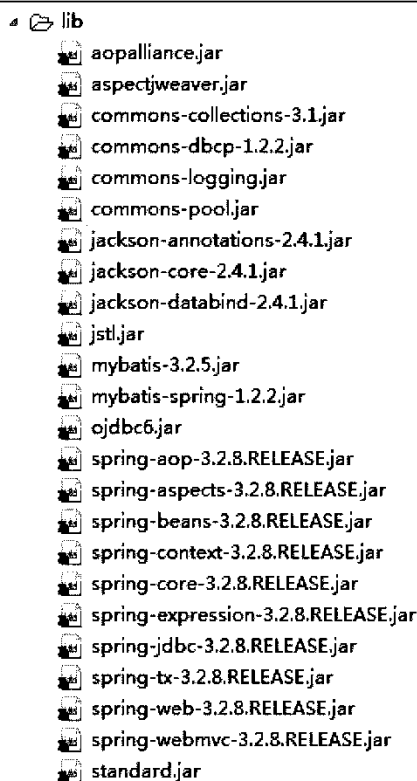 lib
aopalliance.jar
aspectjweaver.jar
commons-collections-3.1.jar
commons-dbcp-1.2.2.jar
commons-logging.jar
commons-pool.jar
jackson-annotations-2.4.1.jar
jackson-core-2.4.1.jar
jackson-databind-2.4.1.jar
jstl.jar
mybatis-3.2.5.jar
mybatis-spring-1.2.2.jar
ojdbc6.jar
spring-aop-3.2.8.RELEASE.jar
spring-aspects-3.2.8.RELEASE.jar
spring-beans-3.2.8.RELEASE.jar
spring-context-3.2.8.RELEASE.jar
spring-core-3.2.8.RELEASE.jar
spring-expression-3.2.8.RELEASE.jar
spring-jdbc-3.2.8.RELEASE.jar
spring-tx-3.2.8.RELEASE.jar
spring-web-3.2.8.RELEASE.jar
spring-webmvc-3.2.8.RELEASE.jar
standard.jar